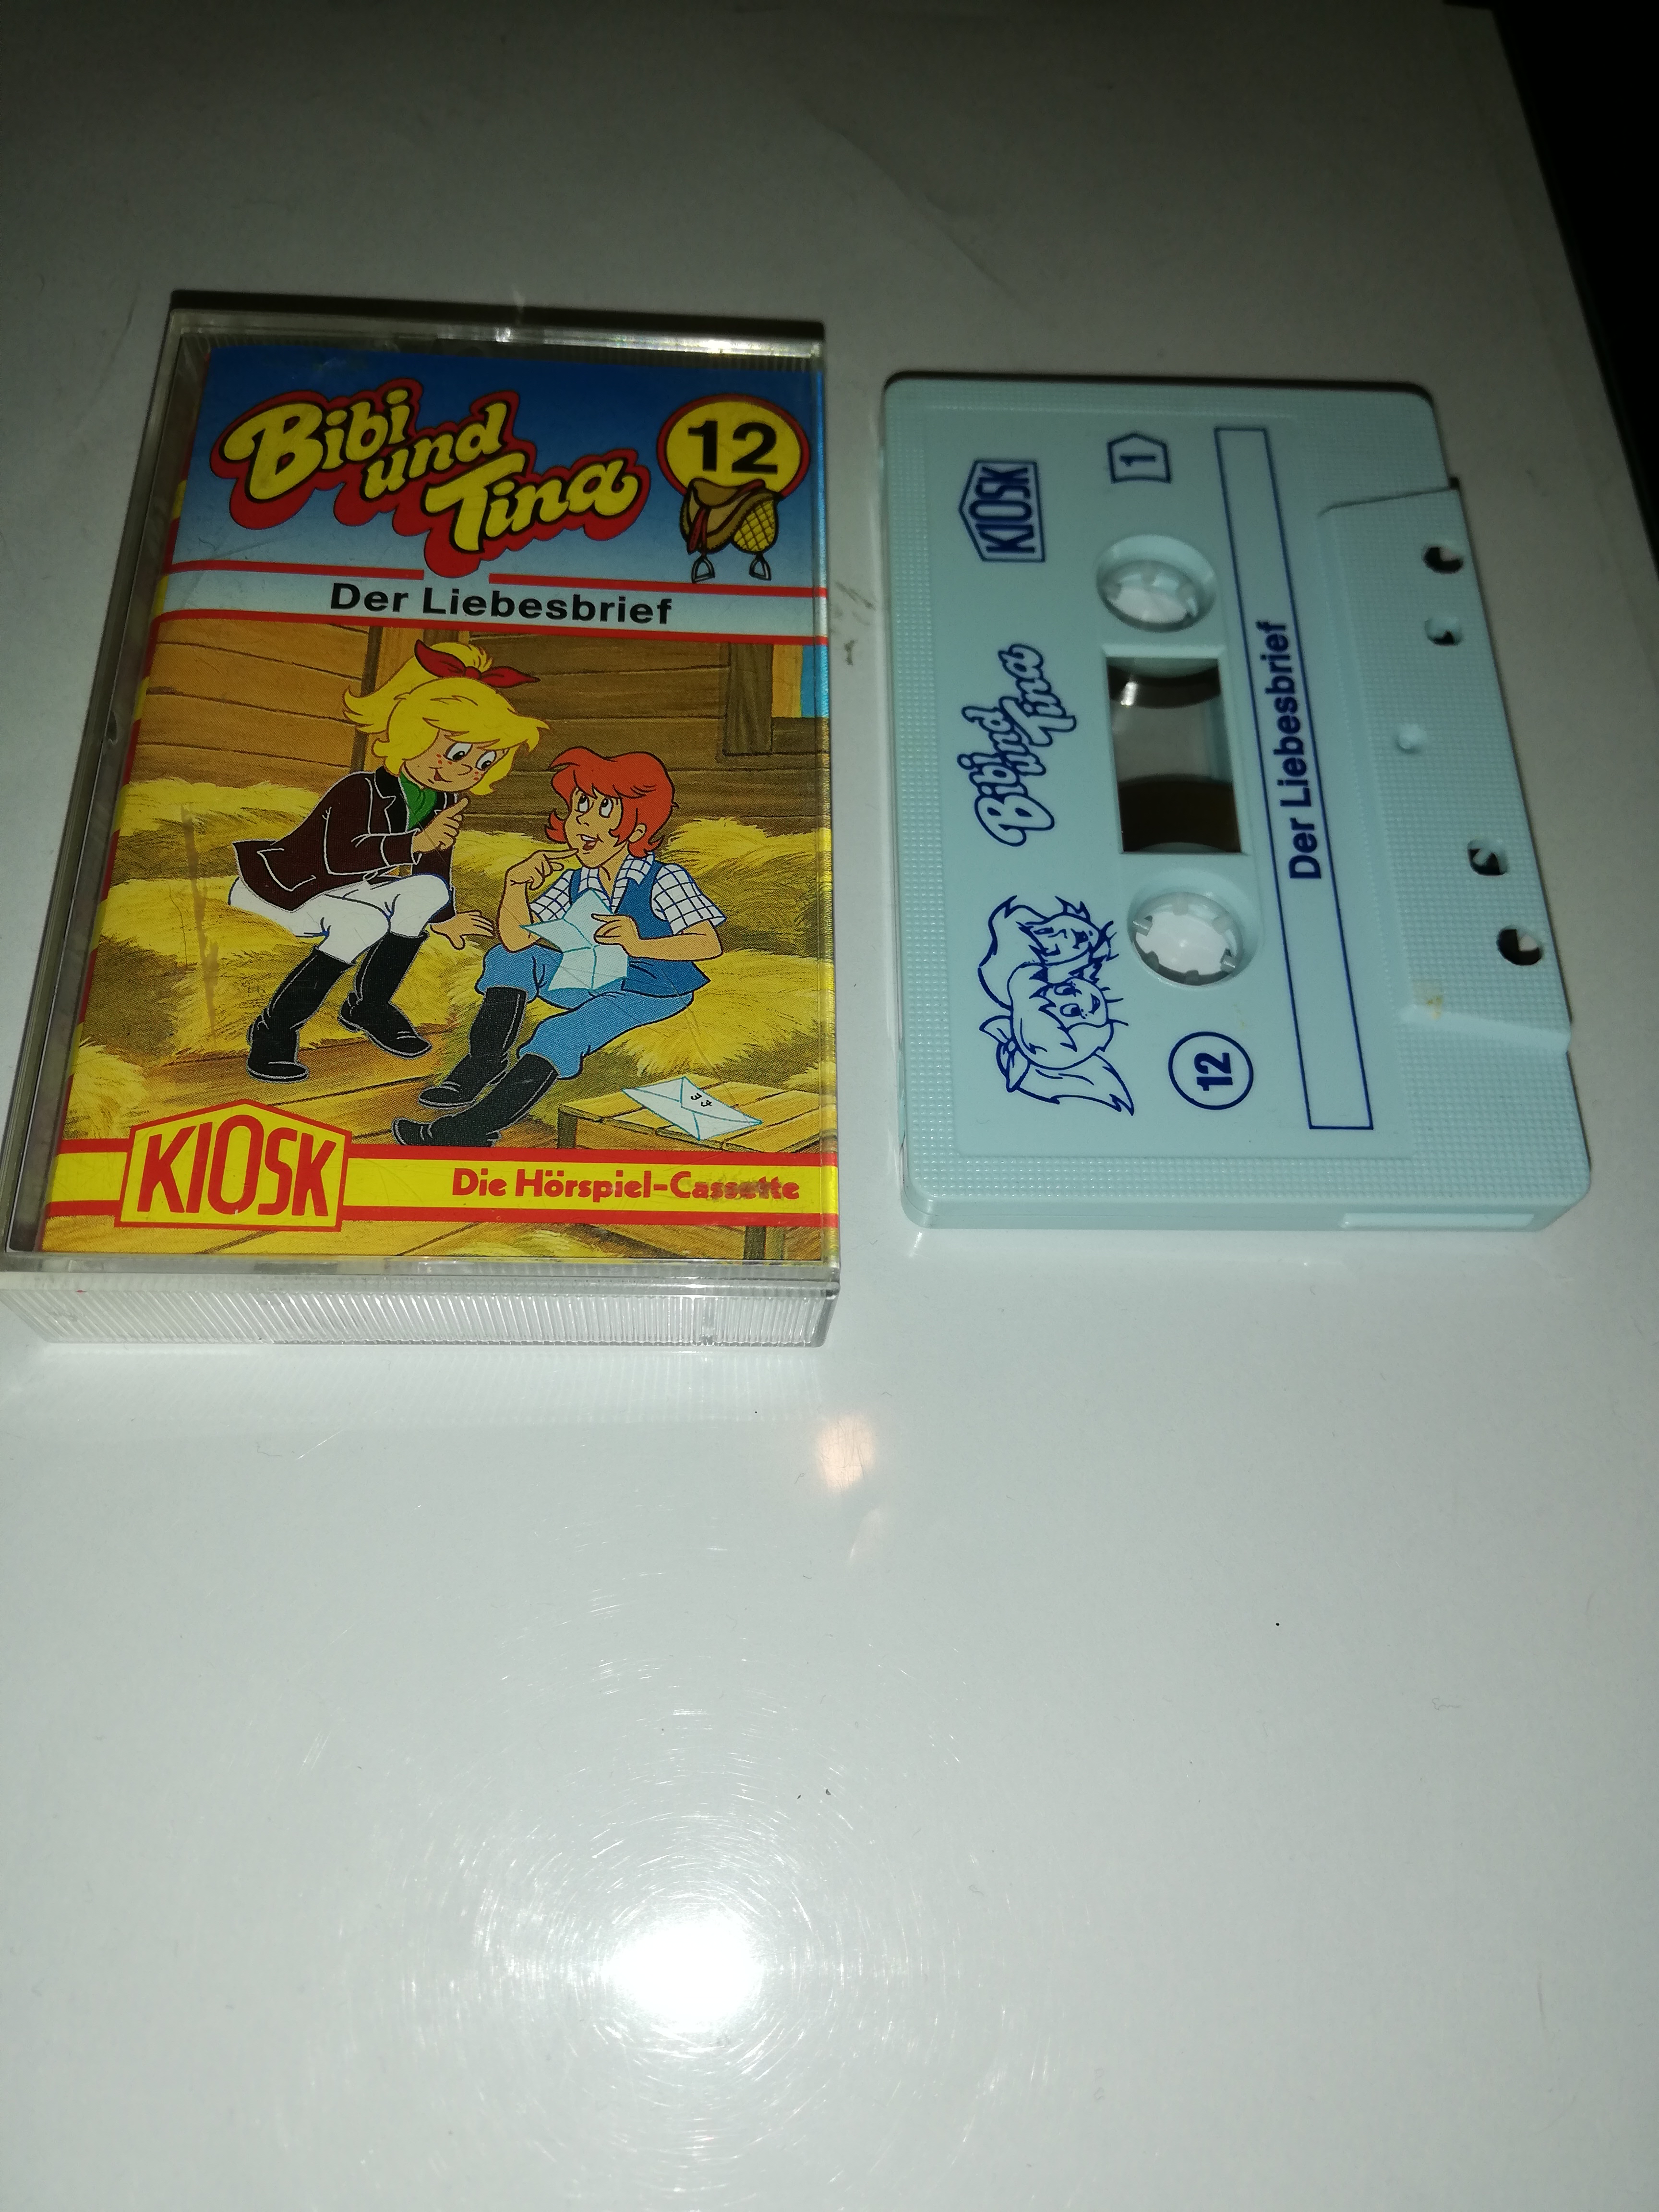 Bibi
und
Tina
12
Der Liebesbrief
KIOSK
Die Hörspiel-Cassette
KIOSK
1
Bibi
und
Tina
12
Der Liebesbrief